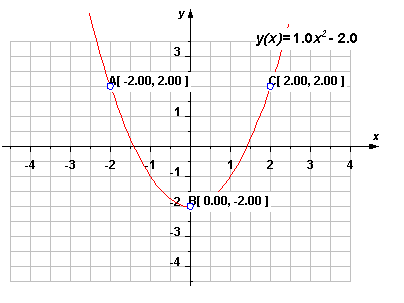 y
y(x)=1.0x² - 2.0
3
A[ -2.00, 2.00 ]
C[ 2.00, 2.00 ]
1
x
-4 -3 -2 -1 1 2 3 4
-1
-2
B[ 0.00, -2.00 ]
-3
-4